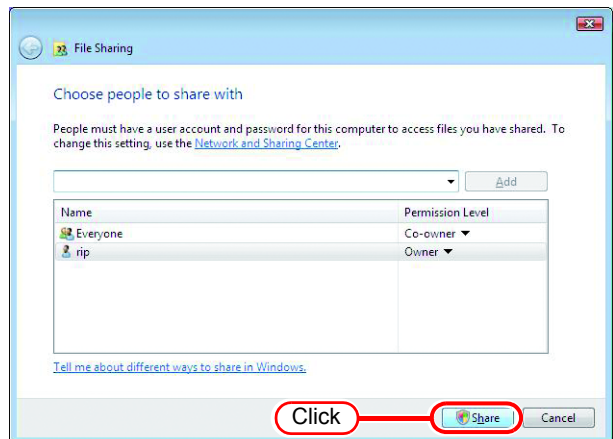 File Sharing
Choose people to share with
People must have a user account and password for this computer to access files you have shared. To
change this setting, use the Network and Sharing Center.
Add
Name Permission Level
Everyone Co-owner
rip Owner
Tell me about different ways to share in Windows.
Click Share Cancel